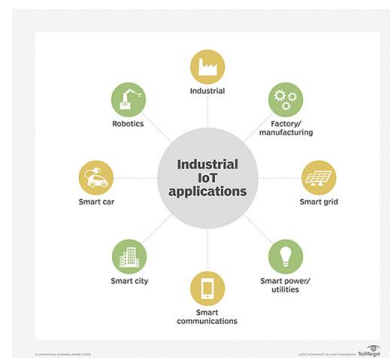 Industrial
Robotics
Factory/
manufacturing
Industrial
IoT
applications
Smart car
Smart grid
Smart city
Smart power/
utilities
Smart
communications
TechTarget